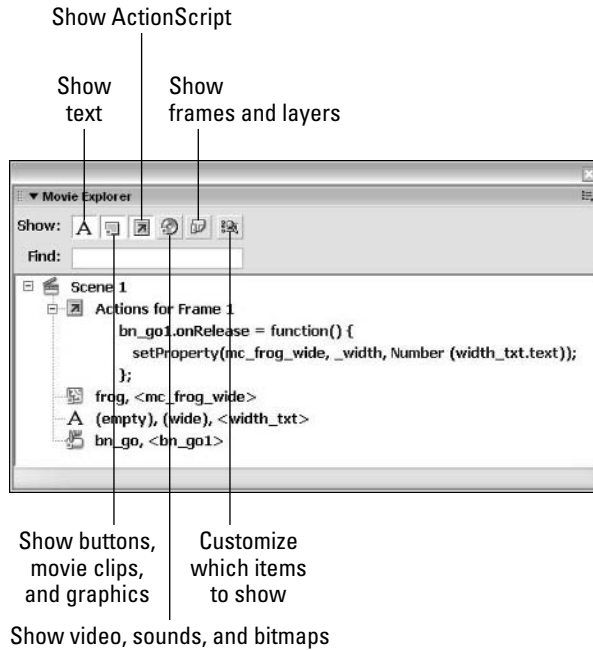 Show ActionScript
Show
text
Show
frames and layers
Movie Explorer
Show: A
Find:
Scene 1
Actions for Frame 1
bn_go1.onRelease = function() {
setProperty(mc_frog_wide, _width, Number (width_txt.text));
};
frog, <mc_frog_wide>
A (empty), (wide), <width_txt>
bn_go, <bn_go1>
Show buttons,
movie clips,
and graphics
Customize
which items
to show
Show video, sounds, and bitmaps